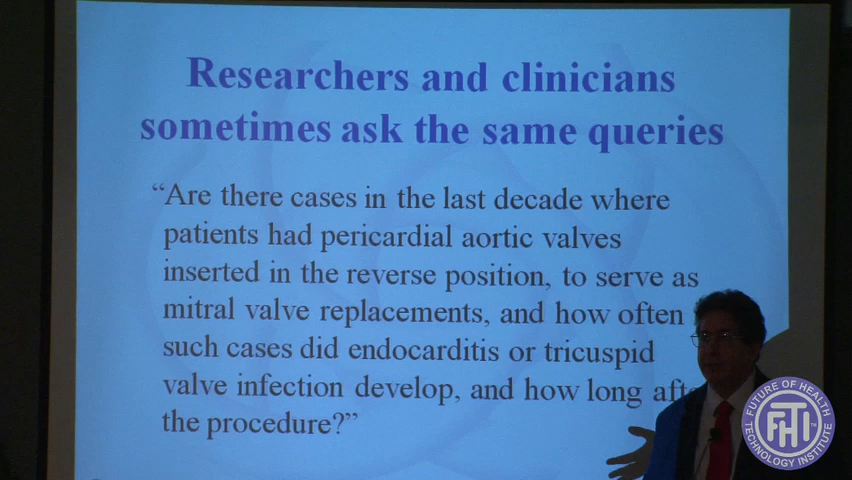 Researchers and clinicians
sometimes ask the same queries
“Are there cases in the last decade where
patients had pericardial aortic valves
inserted in the reverse position, to serve as
mitral valve replacements, and how often
such cases did endocarditis or tricuspid
valve infection develop, and how long afte
the procedure?”
FUTURE OF HEALTH
FHTI
TECHNOLOGY INSTITUTE